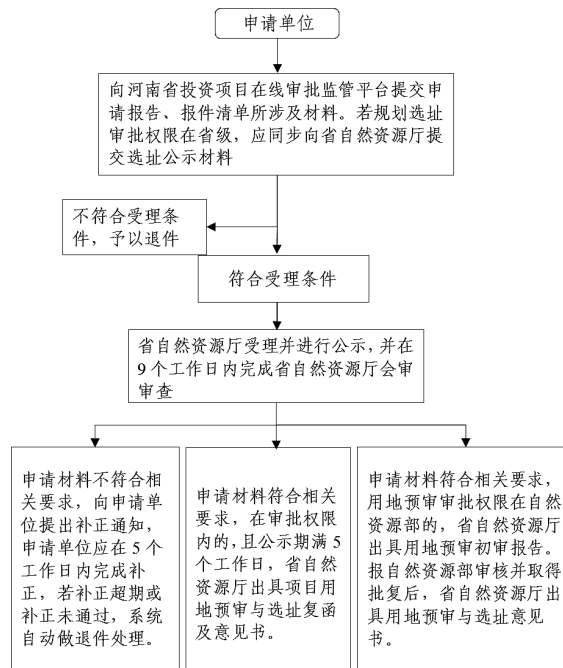 申请单位
向河南省投资项目在线审批监管平台提交申
请报告、报件清单所涉及材料。若规划选址
审批权限在省级，应同步向省自然资源厅提
交选址公示材料
不符合受理条
件，予以退件
符合受理条件
省自然资源厅受理并进行公示，并在
9个工作日内完成省自然资源厅会审
审查
申请材料不符合相
关要求，向申请单
位提出补正通知，
申请单位应在5个
工作日内完成补
正，若补正超期或
补正未通过，系统
自动做退件处理。
申请材料符合相关
要求，在审批权限
内的，且公示期满5
个工作日，省自然
资源厅出具项目用
地预审与选址复函
及意见书。
申请材料符合相关要求，
用地预审审批权限在自然
资源部的，省自然资源厅
出具用地预审初审报告。
报自然资源部审核并取得
批复后，省自然资源厅出
具用地预审与选址意见
书。